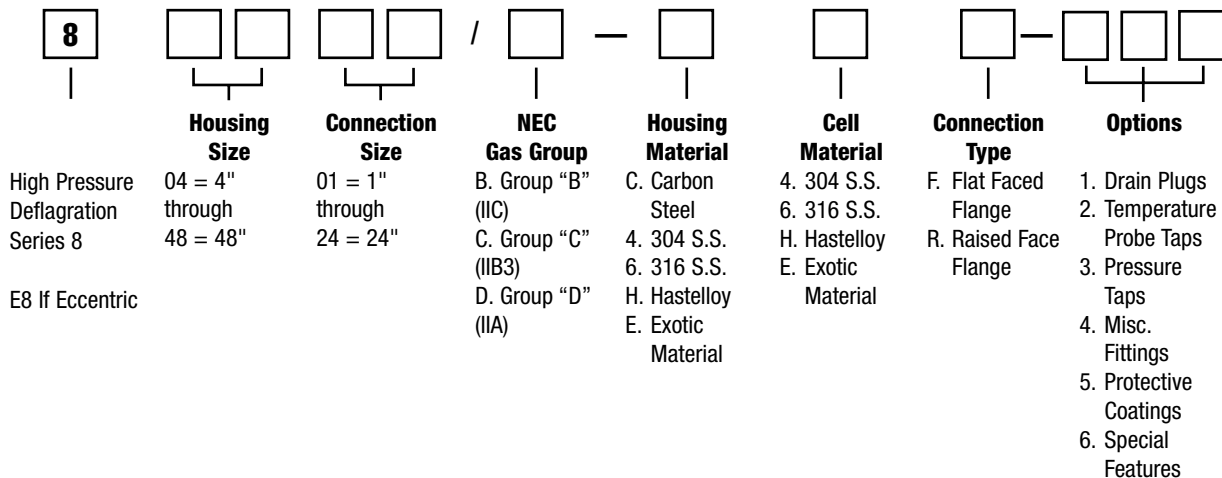 8 / — —
Housing Size
Connection Size
NEC Gas Group
Housing Material
Cell Material
Connection Type
Options
High Pressure
Deflagration
Series 8
E8 If Eccentric
04 = 4"
through
48 = 48"
01 = 1"
through
24 = 24"
B. Group “B”
(IIC)
C. Group “C”
(IIB3)
D. Group “D”
(IIA)
C. Carbon
Steel
4. 304 S.S.
6. 316 S.S.
H. Hastelloy
E. Exotic
Material
4. 304 S.S.
6. 316 S.S.
H. Hastelloy
E. Exotic
Material
F. Flat Faced
Flange
R. Raised Face
Flange
1. Drain Plugs
2. Temperature
Probe Taps
3. Pressure
Taps
4. Misc.
Fittings
5. Protective
Coatings
6. Special
Features